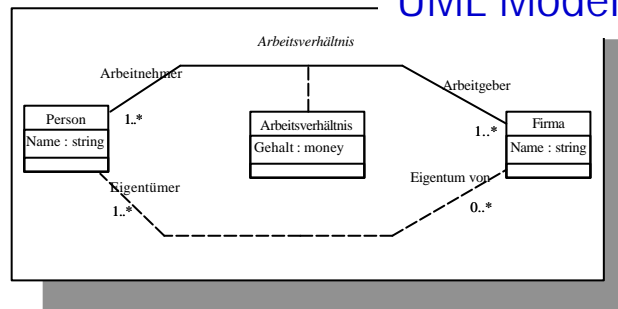 UML Model
Arbeitsverhältnis
Arbeitnehmer
Arbeitgeber
Person
Name : string
1..*
Arbeitsverhältnis
Gehalt : money
1..*
Firma
Name : string
Eigentümer
1..*
Eigentum von
0..*